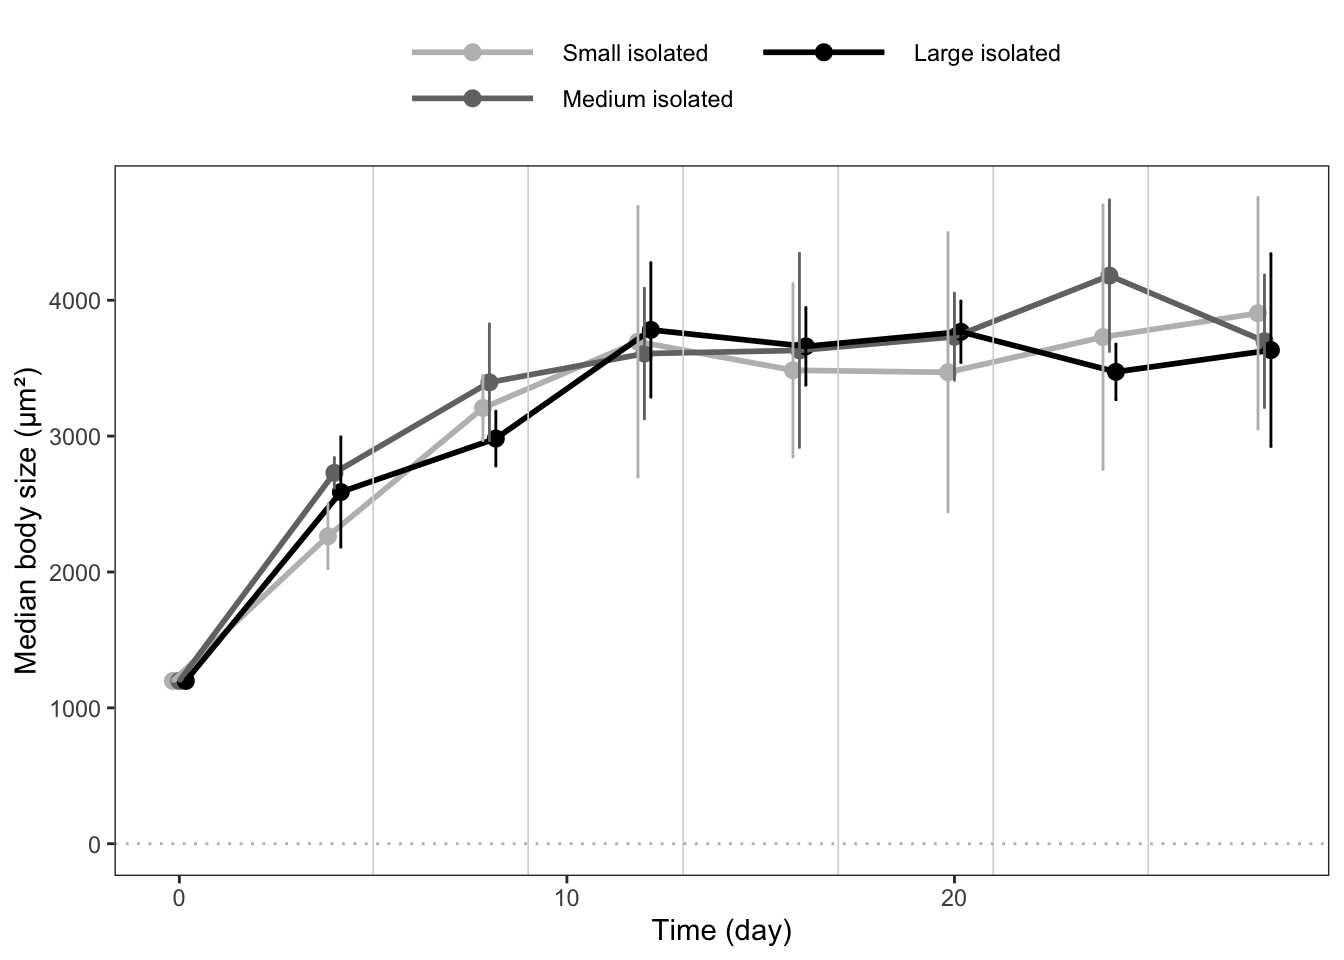 Small isolated
Large isolated
Medium isolated
Median body size (µm²)
4000
3000
2000
1000
0
0
10
20
Time (day)